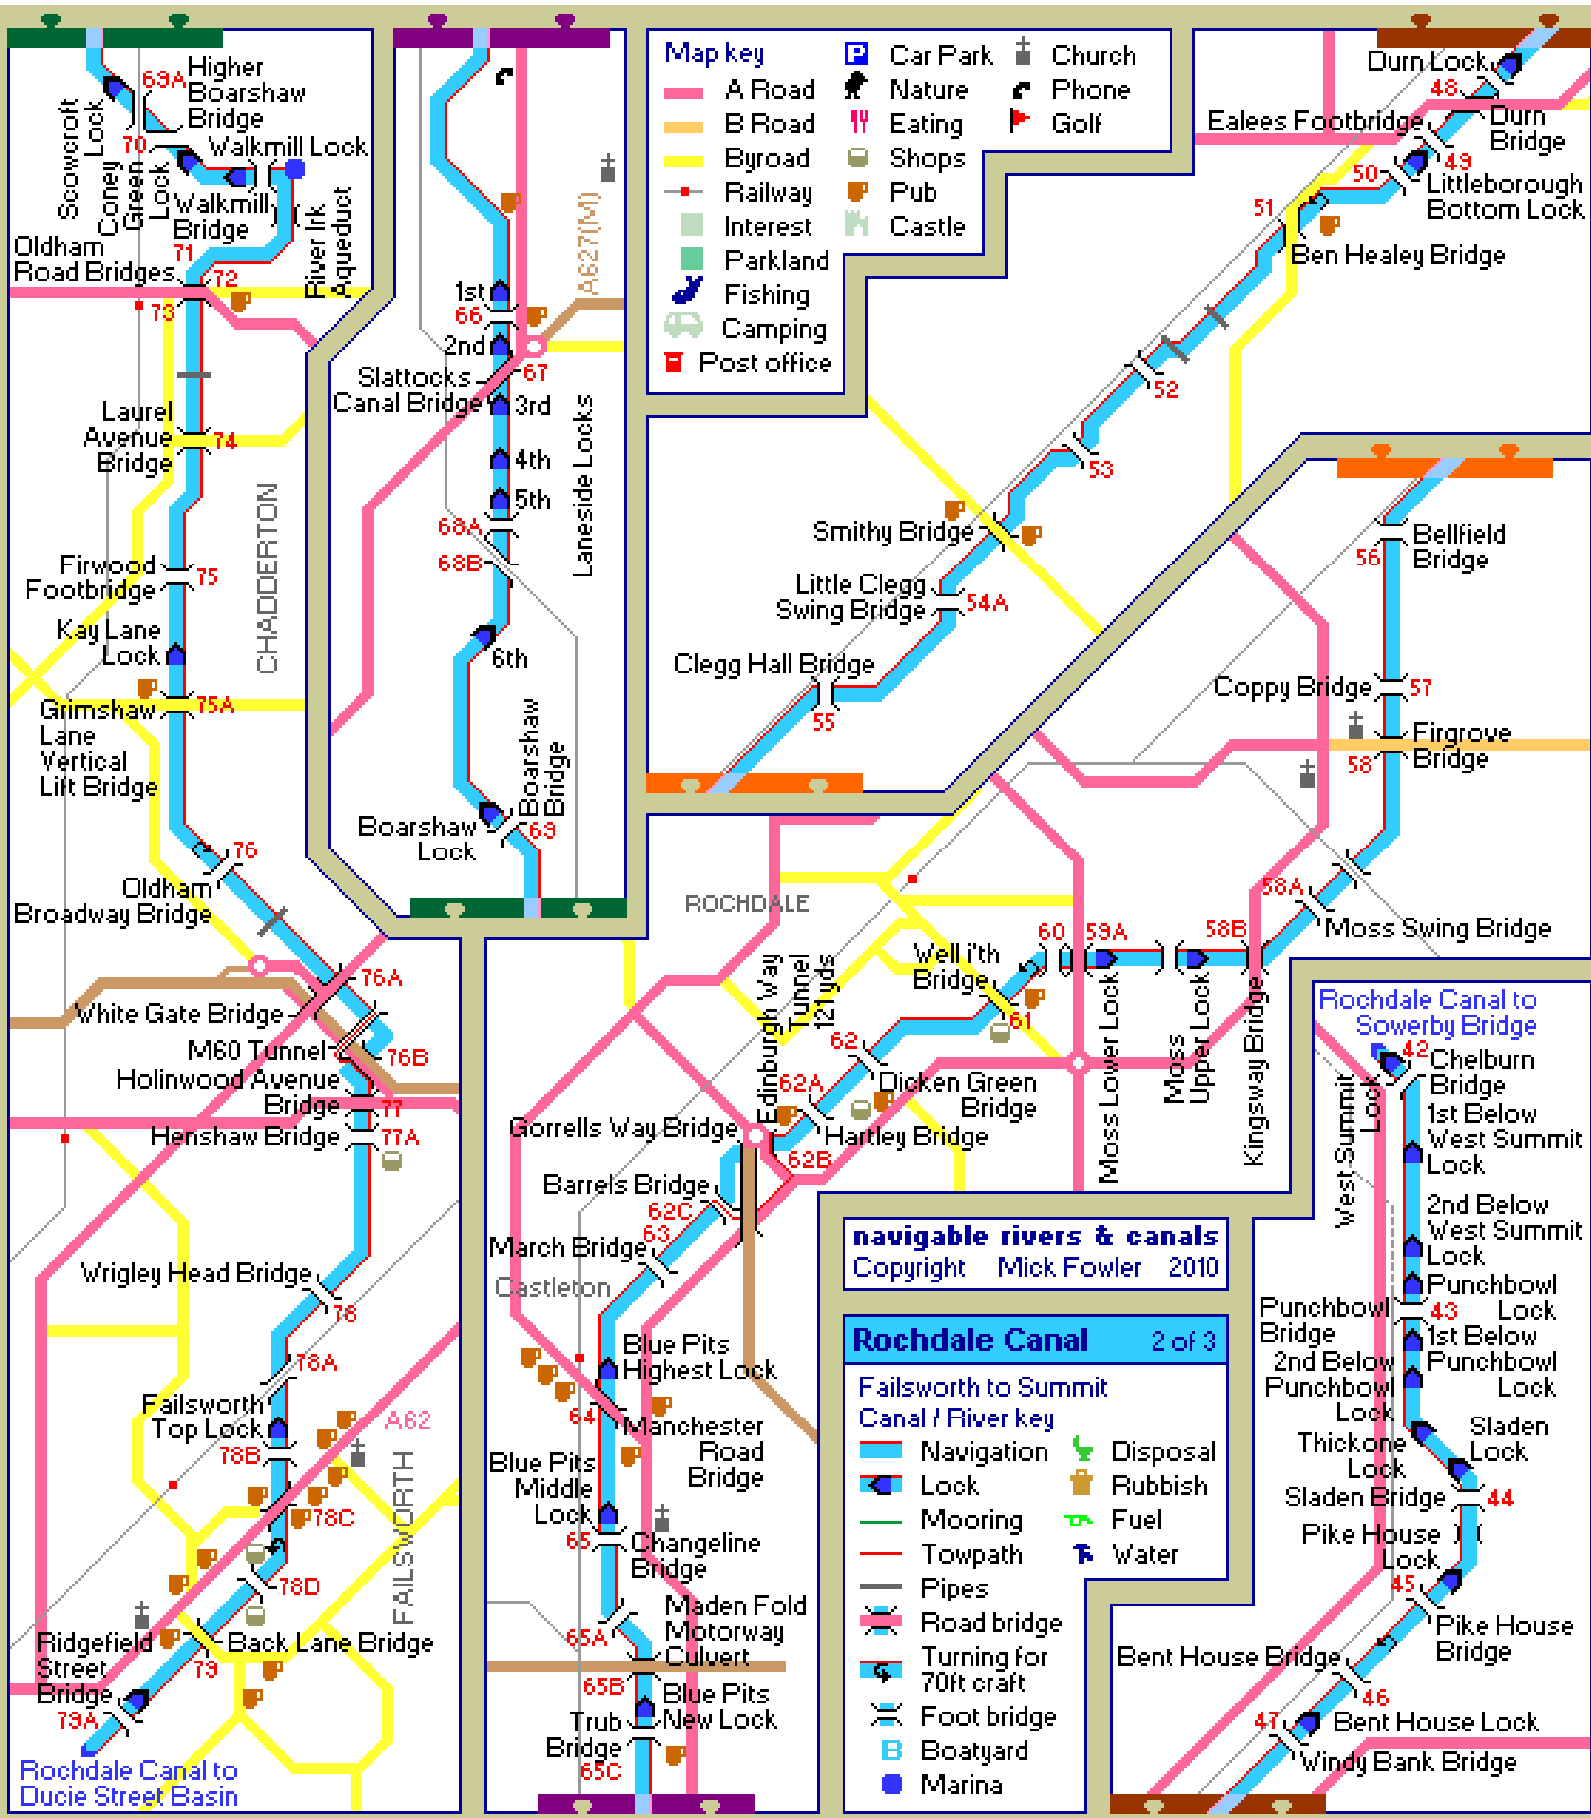 Higher
Boarshaw
Bridge
69A
Scowcroft
Lock
70
Coney
Green
Lock
Walkmill Lock
Walkmill
Bridge
River Irk
Aqueduct
Oldham
Road Bridges
71
72
73
Laurel
Avenue
Bridge
74
CHADDERTON
Firwood
Footbridge
75
Kay Lane
Lock
75A
Grimshaw
Lane
Vertical
Lift Bridge
76
Oldham
Broadway Bridge
76A
White Gate Bridge
M60 Tunnel
76B
Holinwood Avenue
Bridge
77
Henshaw Bridge
77A
Wrigley Head Bridge
78
78A
Failsworth
Top Lock
A62
78B
78C
FAILSWORTH
78D
Ridgefield
Street
Bridge
Back Lane Bridge
79
79A
Rochdale Canal to
Ducie Street Basin
A627(M)
1st
66
2nd
67
Slattocks
Canal Bridge
3rd
4th
5th
Laneside Locks
68A
68B
6th
Boarshaw
Bridge
Boarshaw
Lock
69
Map key
A Road
B Road
Byroad
Railway
Interest
Parkland
Fishing
Camping
Post office
Car Park
Nature
Eating
Shops
Pub
Castle
Church
Phone
Golf
Durn Lock
48
Durn
Bridge
Ealees Footbridge
49
50
Littleborough
Bottom Lock
51
Ben Healey Bridge
52
53
Smithy Bridge
Little Clegg
Swing Bridge
54A
Clegg Hall Bridge
55
56
Bellfield
Bridge
Coppy Bridge
57
Firgrove
Bridge
58
58A
Moss Swing Bridge
58B
Kingsway Bridge
Moss
Upper Lock
59A
Moss Lower Lock
60
ROCHDALE
Well i'th
Bridge
61
Edinburgh Way
Tunnel
121yds
62
Dicken Green
Bridge
62A
Hartley Bridge
Gorrells Way Bridge
62B
Barrels Bridge
62C
63
March Bridge
Castleton
Blue Pits
Highest Lock
64
Manchester
Road
Bridge
Blue Pits
Middle
Lock
65
Changeline
Bridge
Maden Fold
Motorway
Culvert
65A
65B
Blue Pits
New Lock
Trub
Bridge
65C
navigable rivers & canals
Copyright Mick Fowler 2010
Rochdale Canal 2 of 3
Failsworth to Summit
Canal / River key
Navigation
Lock
Mooring
Towpath
Pipes
Road bridge
Turning for
70ft craft
Foot bridge
B Boatyard
Marina
Disposal
Rubbish
Fuel
Water
Rochdale Canal to
Sowerby Bridge
42
Chelburn
Bridge
West Summit
Lock
1st Below
West Summit
Lock
2nd Below
West Summit
Lock
Punchbowl
Lock
Punchbowl
Bridge
43
1st Below
Punchbowl
Lock
2nd Below
Punchbowl
Lock
Thickone
Lock
Sladen
Lock
Sladen Bridge
44
Pike House
Lock
45
Pike House
Bridge
Bent House Bridge
46
47
Bent House Lock
Windy Bank Bridge